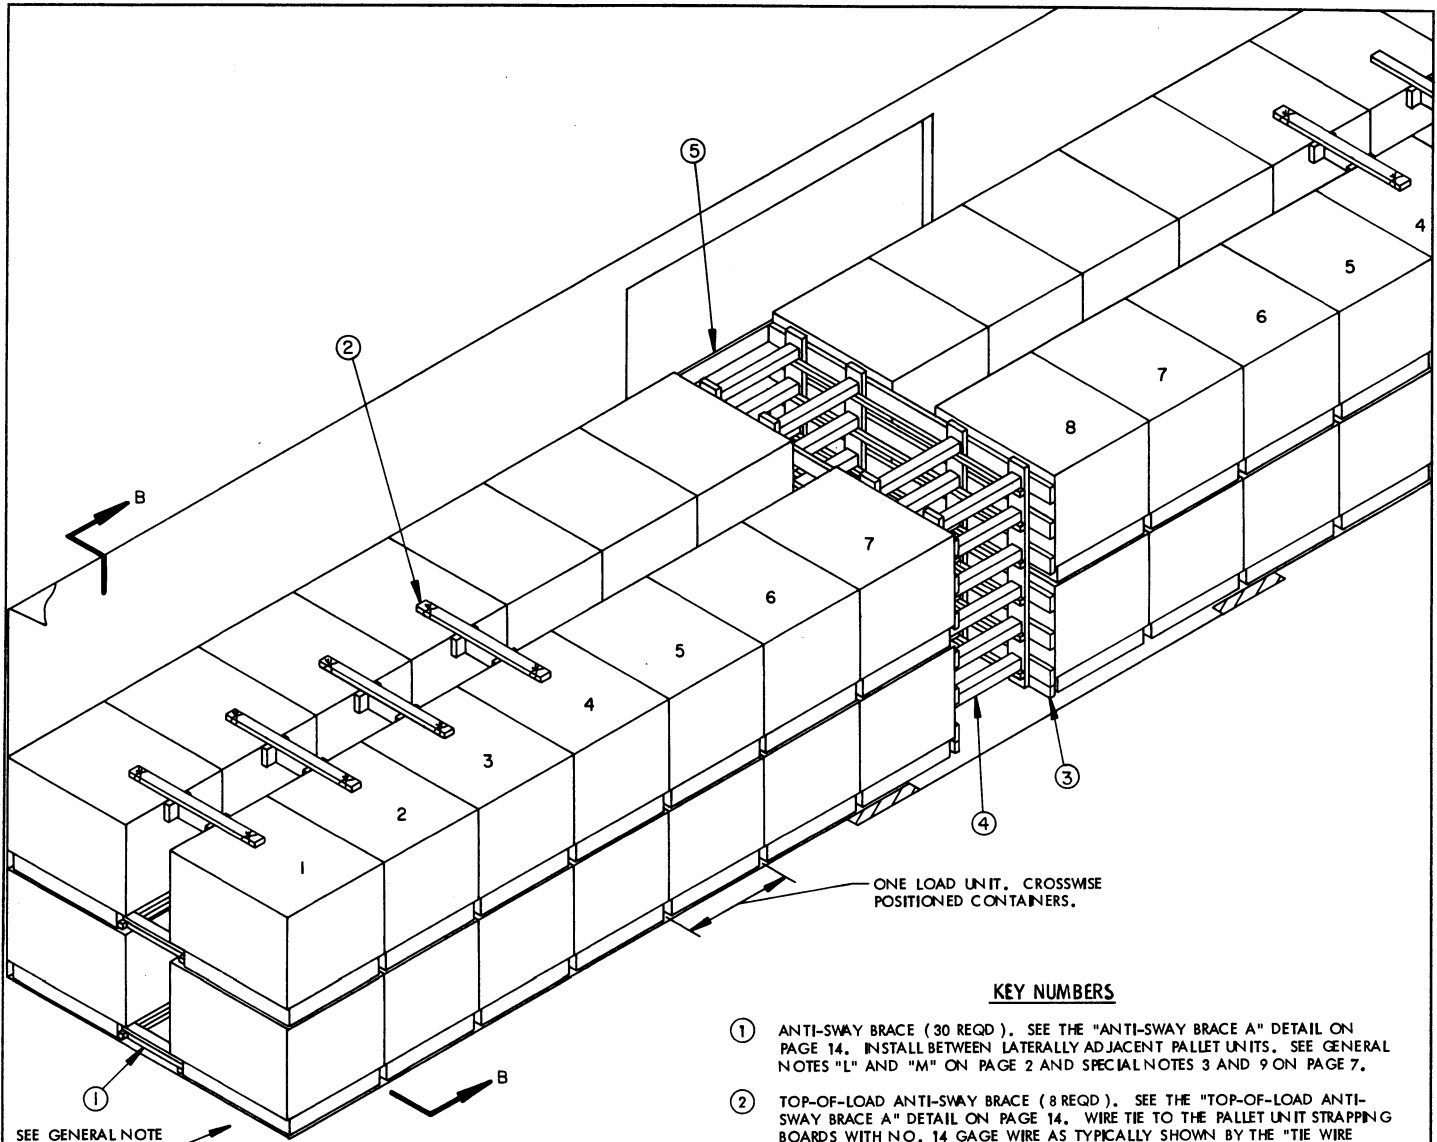 5
4
5
6
7
8
2
B
7
6
5
4
3
2
1
3
4
ONE LOAD UNIT. CROSSWISE
POSITIONED CONTAINERS.
B
1
SEE GENERAL NOTE
KEY NUMBERS
1 ANTI-SWAY BRACE (30 REQD). SEE THE "ANTI-SWAY BRACE A" DETAIL ON
PAGE 14. INSTALL BETWEEN LATERALLY ADJACENT PALLET UNITS. SEE GENERAL
NOTES "L" AND "M" ON PAGE 2 AND SPECIAL NOTES 3 AND 9 ON PAGE 7.
2 TOP-OF-LOAD ANTI-SWAY BRACE (8 REQD). SEE THE "TOP-OF-LOAD ANTI-
SWAY BRACE A" DETAIL ON PAGE 14. WIRE TIE TO THE PALLET UNIT STRAPPING
BOARDS WITH NO. 14 GAGE WIRE AS TYPICALLY SHOWN BY THE "TIE WIRE